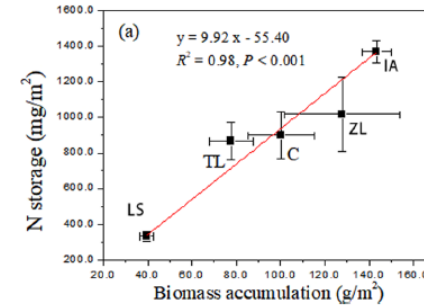 1600.0
(a)
y = 9.92 x - 55.40
R² = 0.98, P < 0.001
1400.0
IA
1200.0
1000.0
ZL
800.0
TL
C
600.0
400.0
LS
200.0
N storage (mg/m²)
20.0 40.0 60.0 80.0 100.0 120.0 140.0 160.0
Biomass accumulation (g/m²)